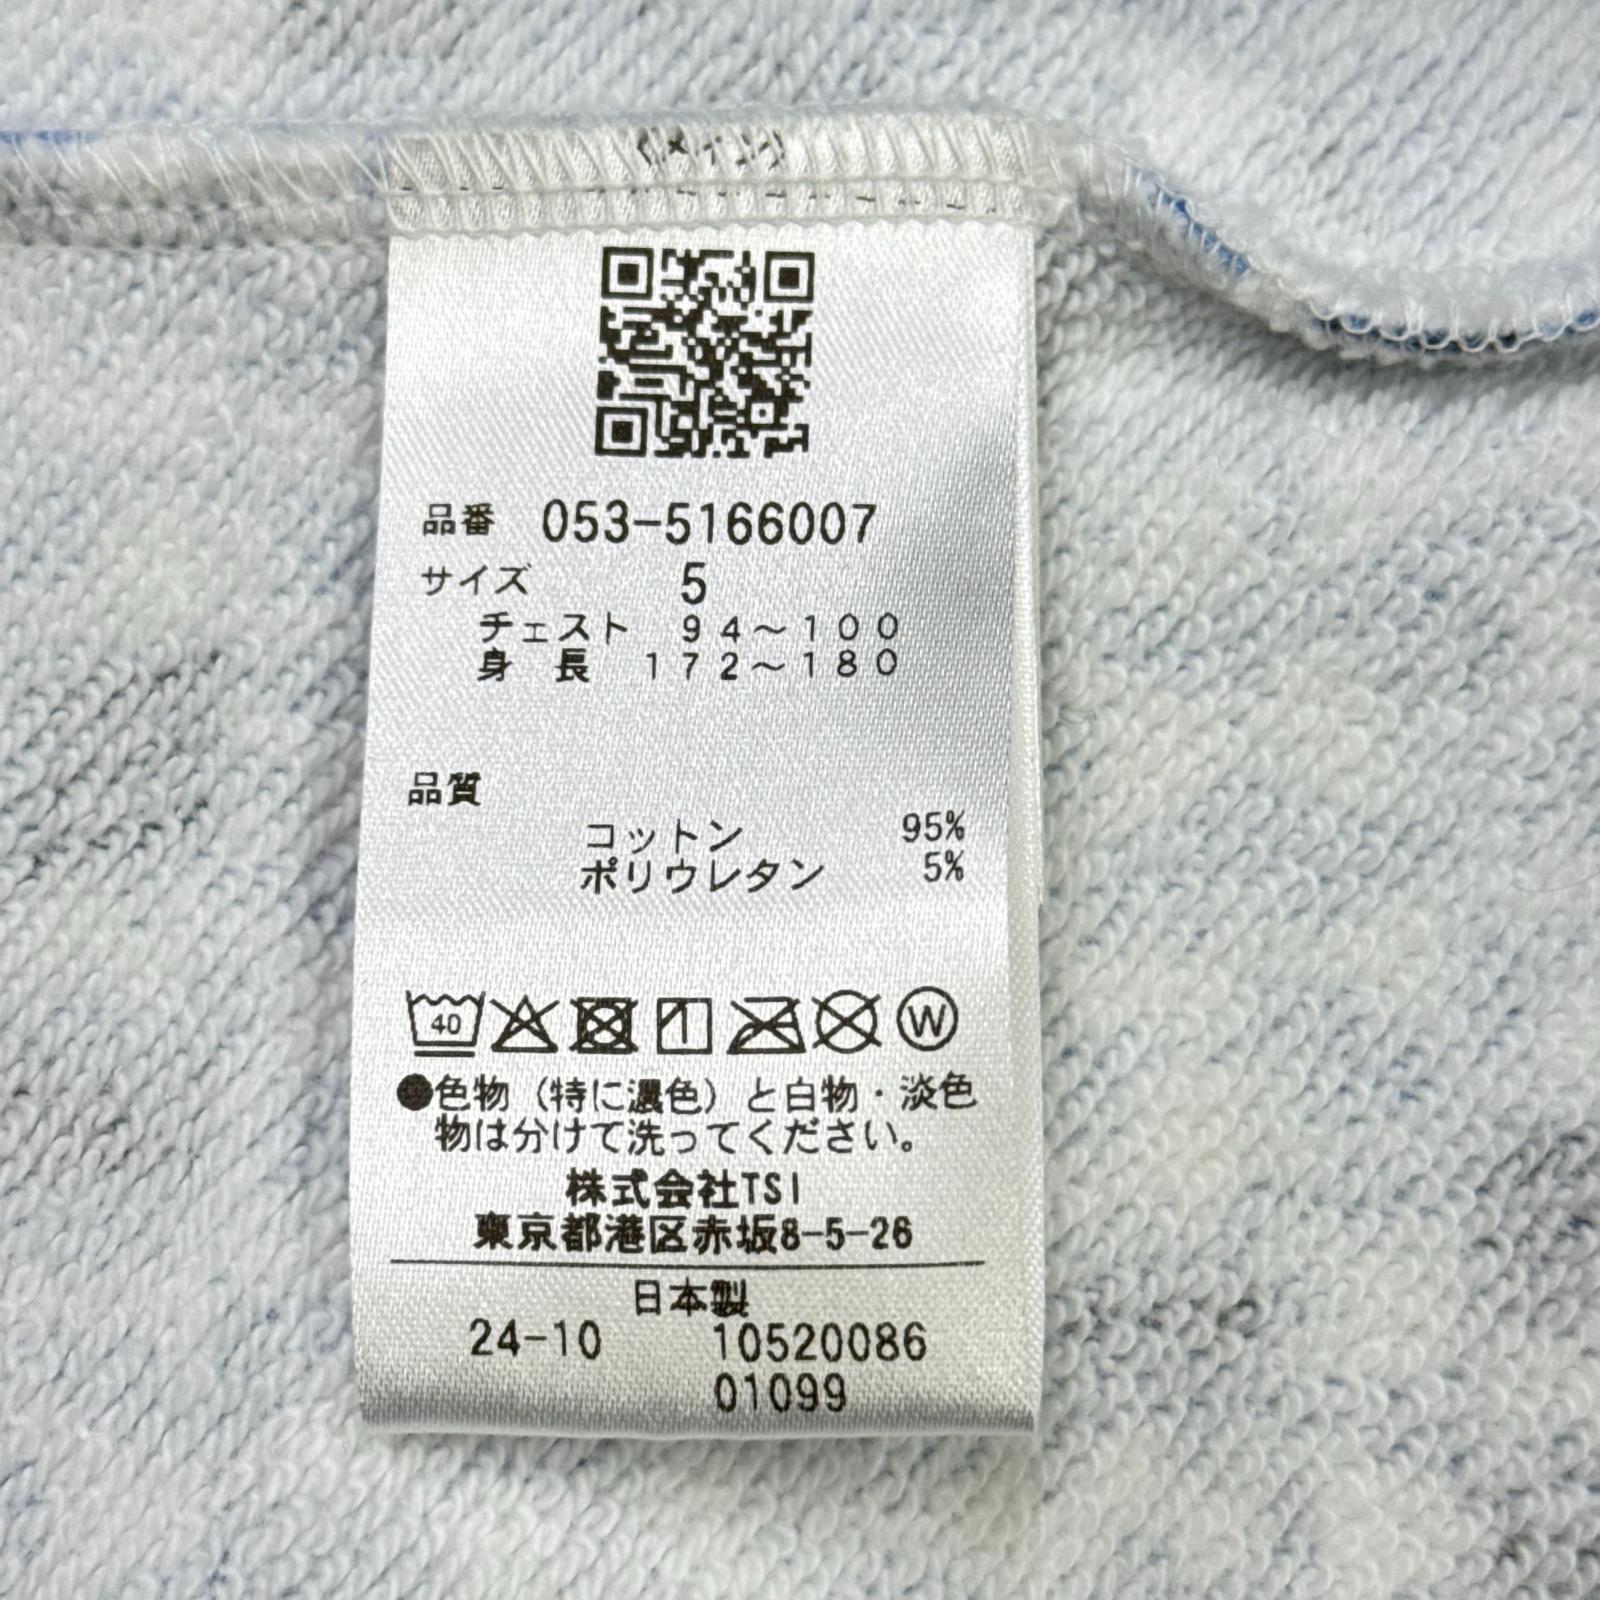 品番 053-5166007
サイズ 5
チェスト 94～100
身長 172～180
品質
コットン 95%
ポリウレタン 5%
40
W
●色物（特に濃色）と白物・淡色
物は分けて洗ってください。
株式会社TSI
東京都港区赤坂8-5-26
日本製
24-10 10520086
01099